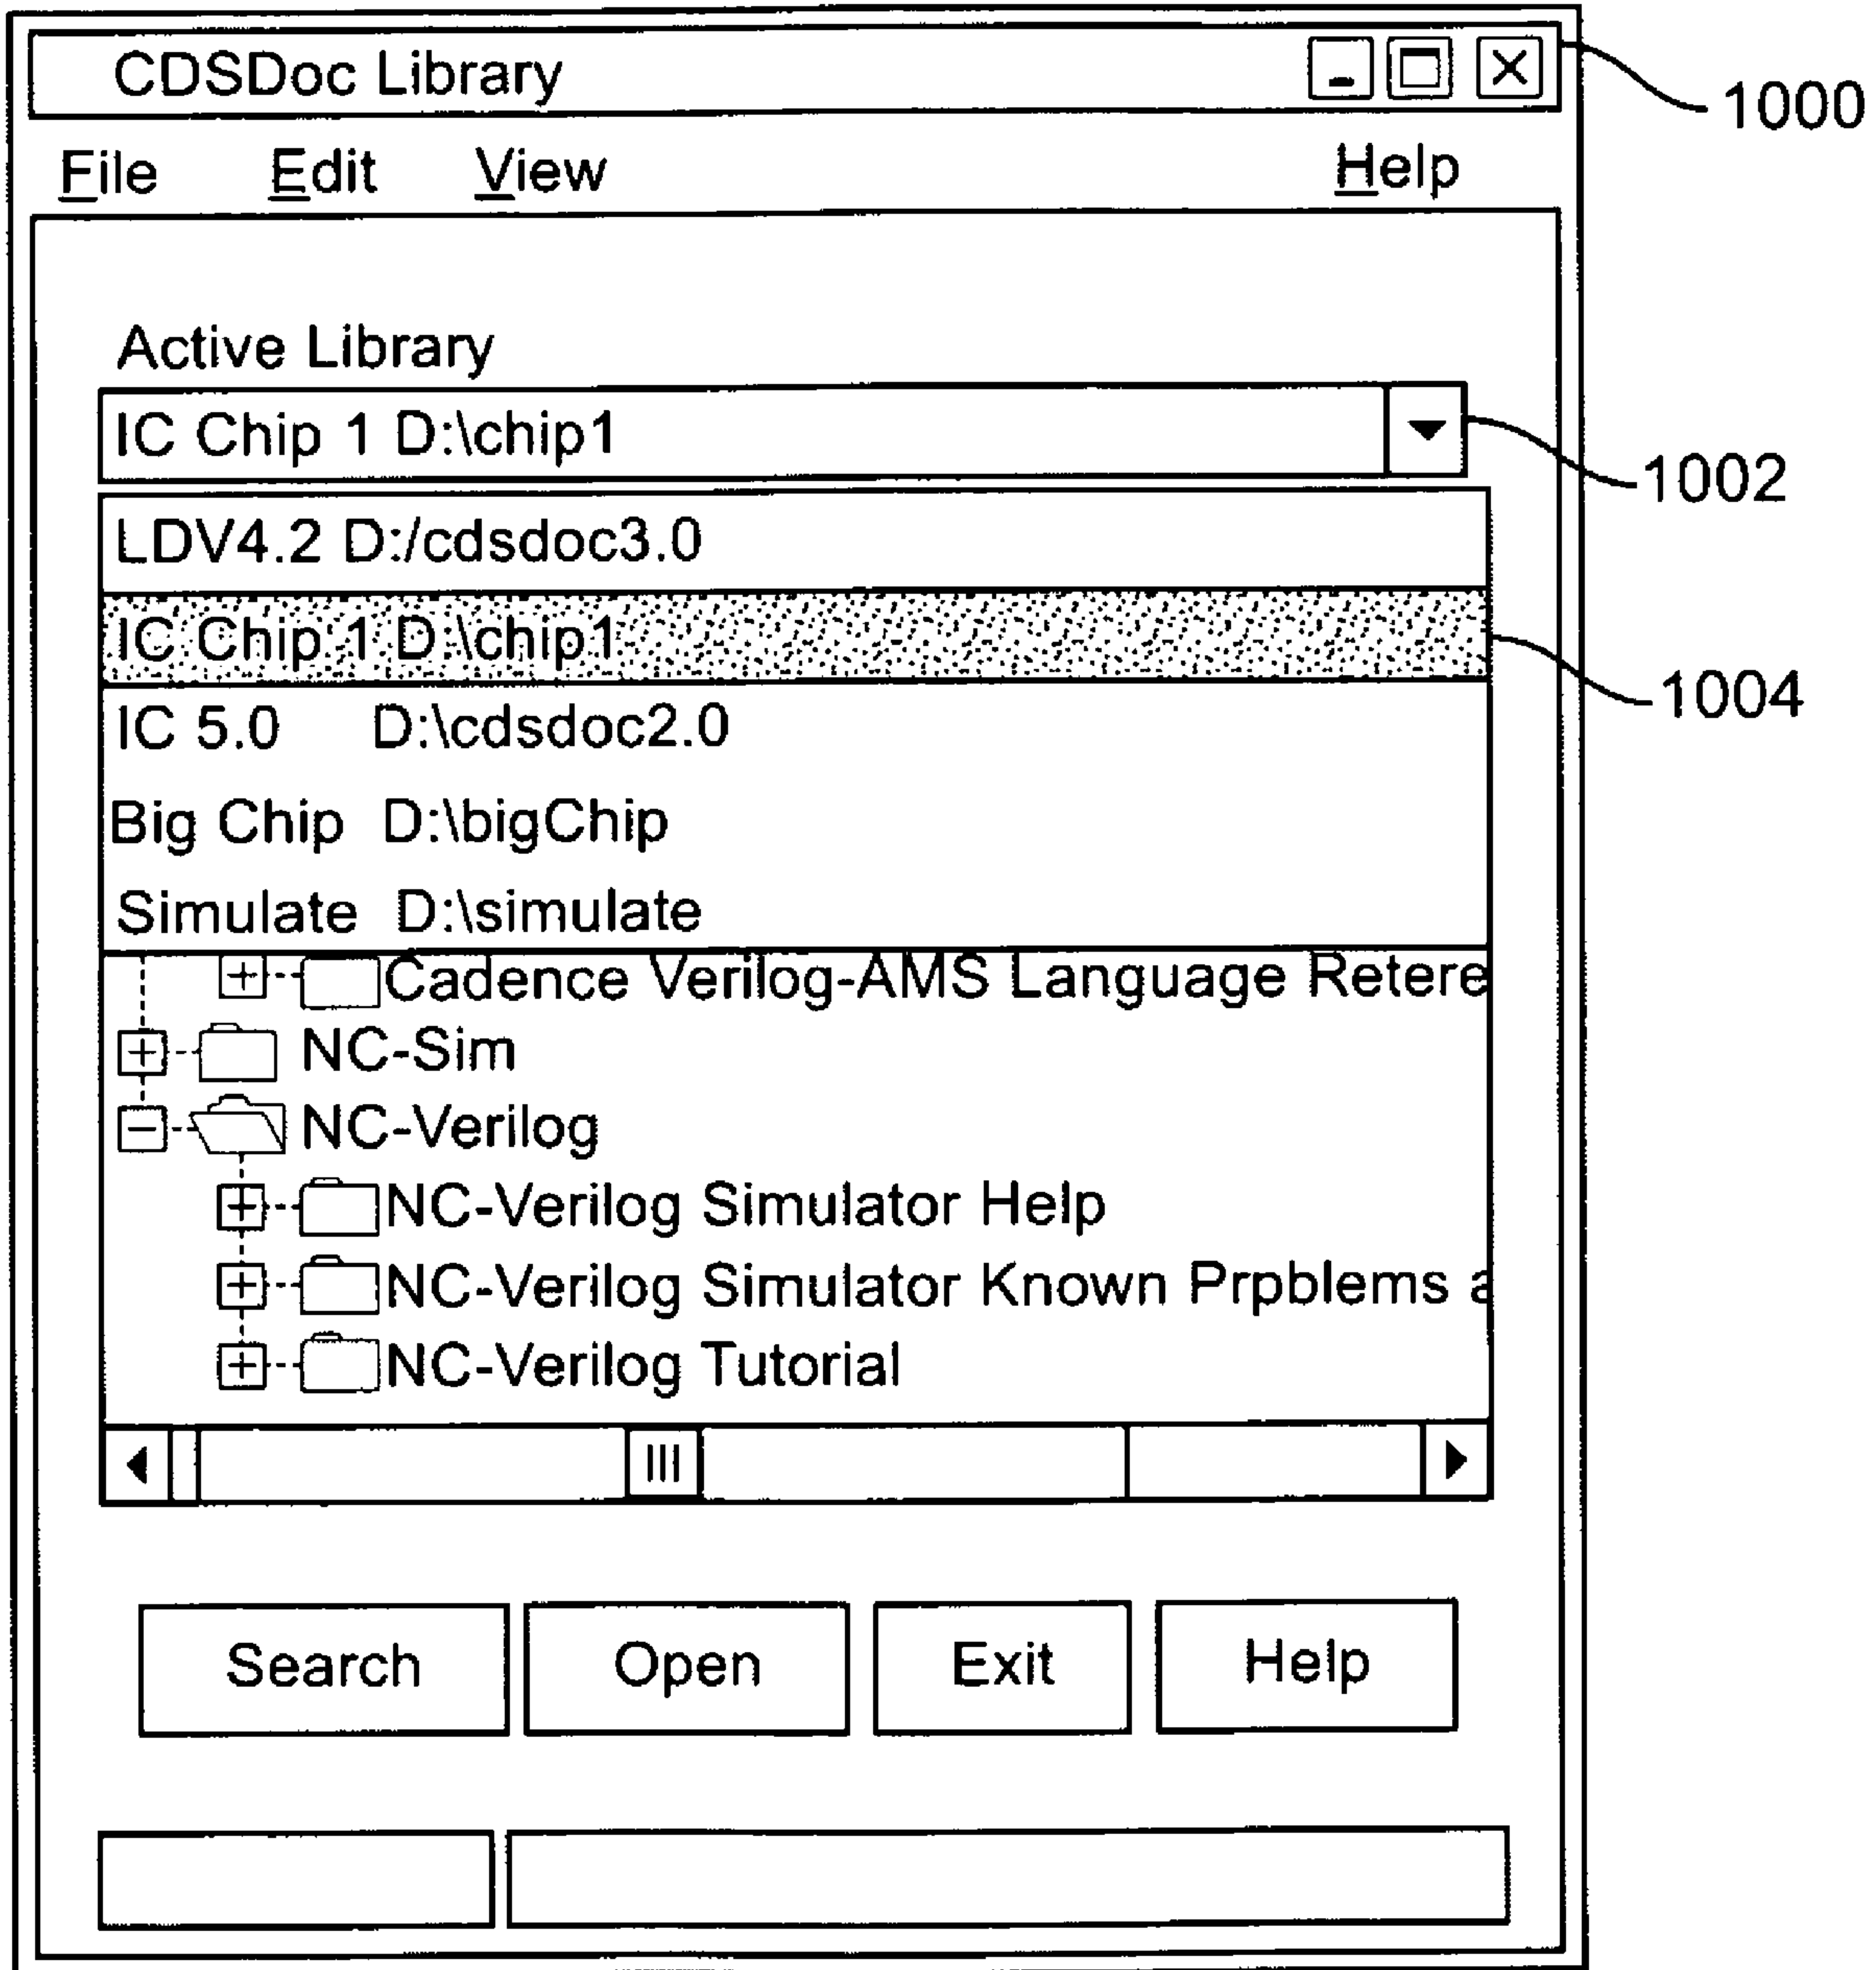 CDSDoc Library
1000
File Edit View Help
Active Library
IC Chip 1 D:\chip1
1002
LDV4.2 D:/cdsdoc3.0
IC Chip 1 D:\chip1
1004
IC 5.0 D:\cdsdoc2.0
Big Chip D:\bigChip
Simulate D:\simulate
Cadence Verilog-AMS Language Retere
NC-Sim
NC-Verilog
NC-Verilog Simulator Help
NC-Verilog Simulator Known Prpblems a
NC-Verilog Tutorial
Search Open Exit Help